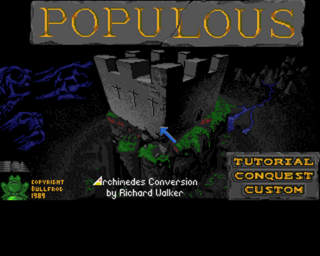 POPULOUS
TUTORIAL
CONQUEST
CUSTOM
COPYRIGHT
BULLFROG
1989
Archimedes Conversion
by Richard Walker